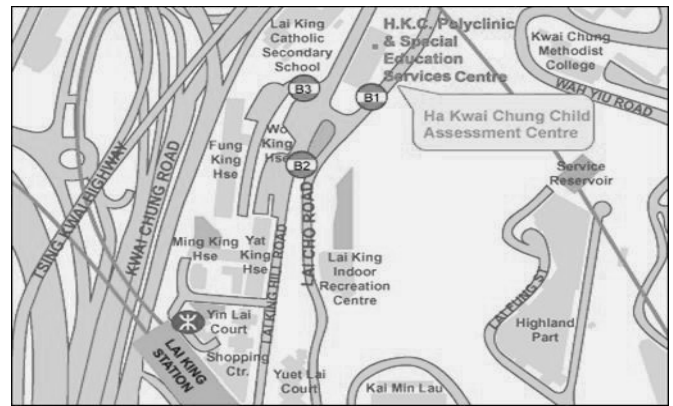 Lai King
Catholic
Secondary
School
H.K.C. Polyclinic
& Special
Education
Services Centre
Kwai Chung
Methodist
College
WAH YIU ROAD
B3
B1
Ha Kwai Chung Child
Assessment Centre
TSING KWAI HIGHWAY
KWAI CHUNG ROAD
Fung
King
Hse
Wo
King
Hse
B2
Service
Reservoir
LAI CHO ROAD
LAI KING HILL ROAD
Ming King
Hse
Yat
King
Hse
Lai King
Indoor
Recreation
Centre
LAI FUNG ST
Highland
Part
Yin Lai
Court
LAI KING
STATION
Shopping
Ctr.
Yuet Lai
Court
Kai Min Lau